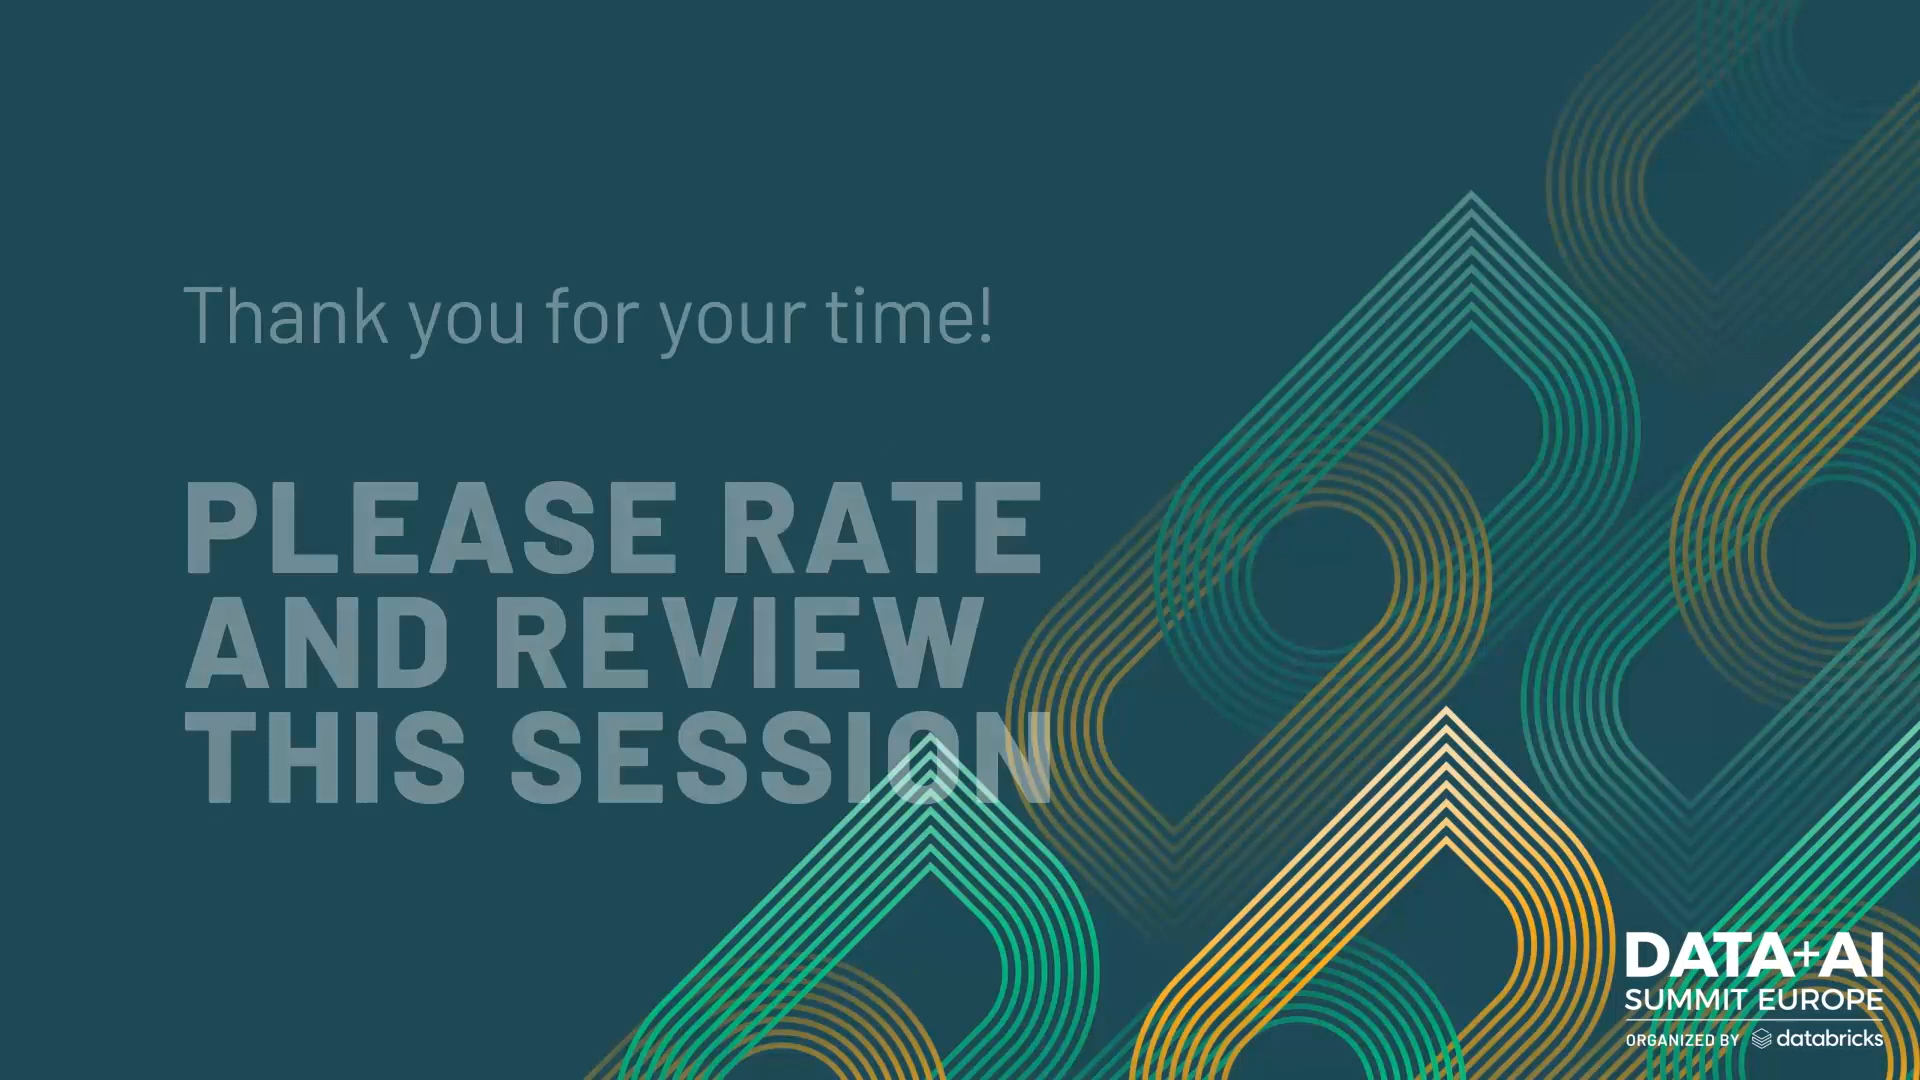 Thank you for your time!
PLEASE RATE
AND REVIEW
THIS SESSION
DATA+AI
SUMMIT EUROPE
ORGANIZED BY databricks